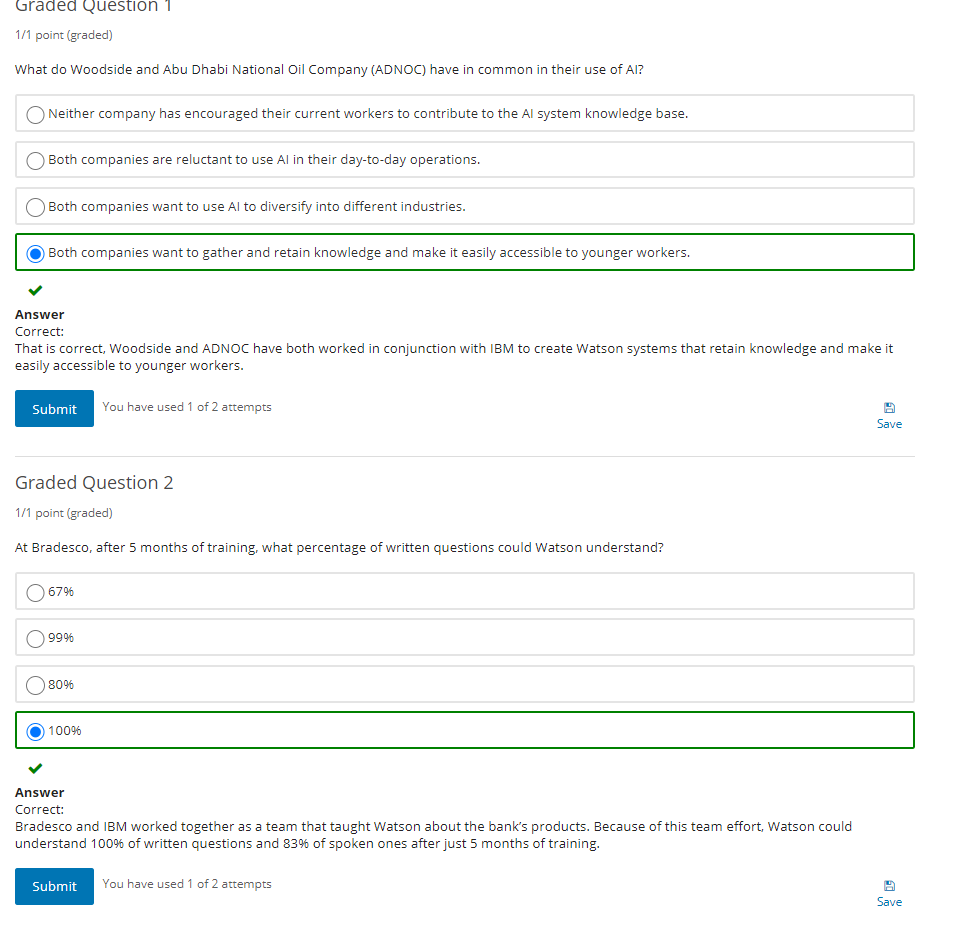 Graded Question 1
1/1 point (graded)
What do Woodside and Abu Dhabi National Oil Company (ADNOC) have in common in their use of AI?
Neither company has encouraged their current workers to contribute to the AI system knowledge base.
Both companies are reluctant to use AI in their day-to-day operations.
Both companies want to use AI to diversify into different industries.
Both companies want to gather and retain knowledge and make it easily accessible to younger workers.
Answer
Correct:
That is correct, Woodside and ADNOC have both worked in conjunction with IBM to create Watson systems that retain knowledge and make it
easily accessible to younger workers.
Submit
You have used 1 of 2 attempts
Save
Graded Question 2
1/1 point (graded)
At Bradesco, after 5 months of training, what percentage of written questions could Watson understand?
67%
99%
80%
100%
Answer
Correct:
Bradesco and IBM worked together as a team that taught Watson about the bank's products. Because of this team effort, Watson could
understand 100% of written questions and 83% of spoken ones after just 5 months of training.
Submit
You have used 1 of 2 attempts
Save